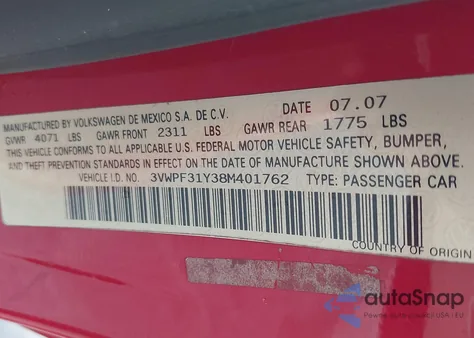 MANUFACTURED BY VOLKSWAGEN DE MEXICO S.A. DE C.V. DATE 07.07
GVWR 4071 LBS GAWR FRONT 2311 LBS GAWR REAR 1775 LBS
THIS VEHICLE CONFORMS TO ALL APPLICABLE U.S. FEDERAL MOTOR VEHICLE SAFETY, BUMPER,
AND THEFT PREVENTION STANDARDS IN EFFECT ON THE DATE OF MANUFACTURE SHOWN ABOVE.
VEHICLE I.D. NO. 3VWPF31Y38M401762 TYPE: PASSENGER CAR
COUNTRY OF ORIGIN
autoSnap